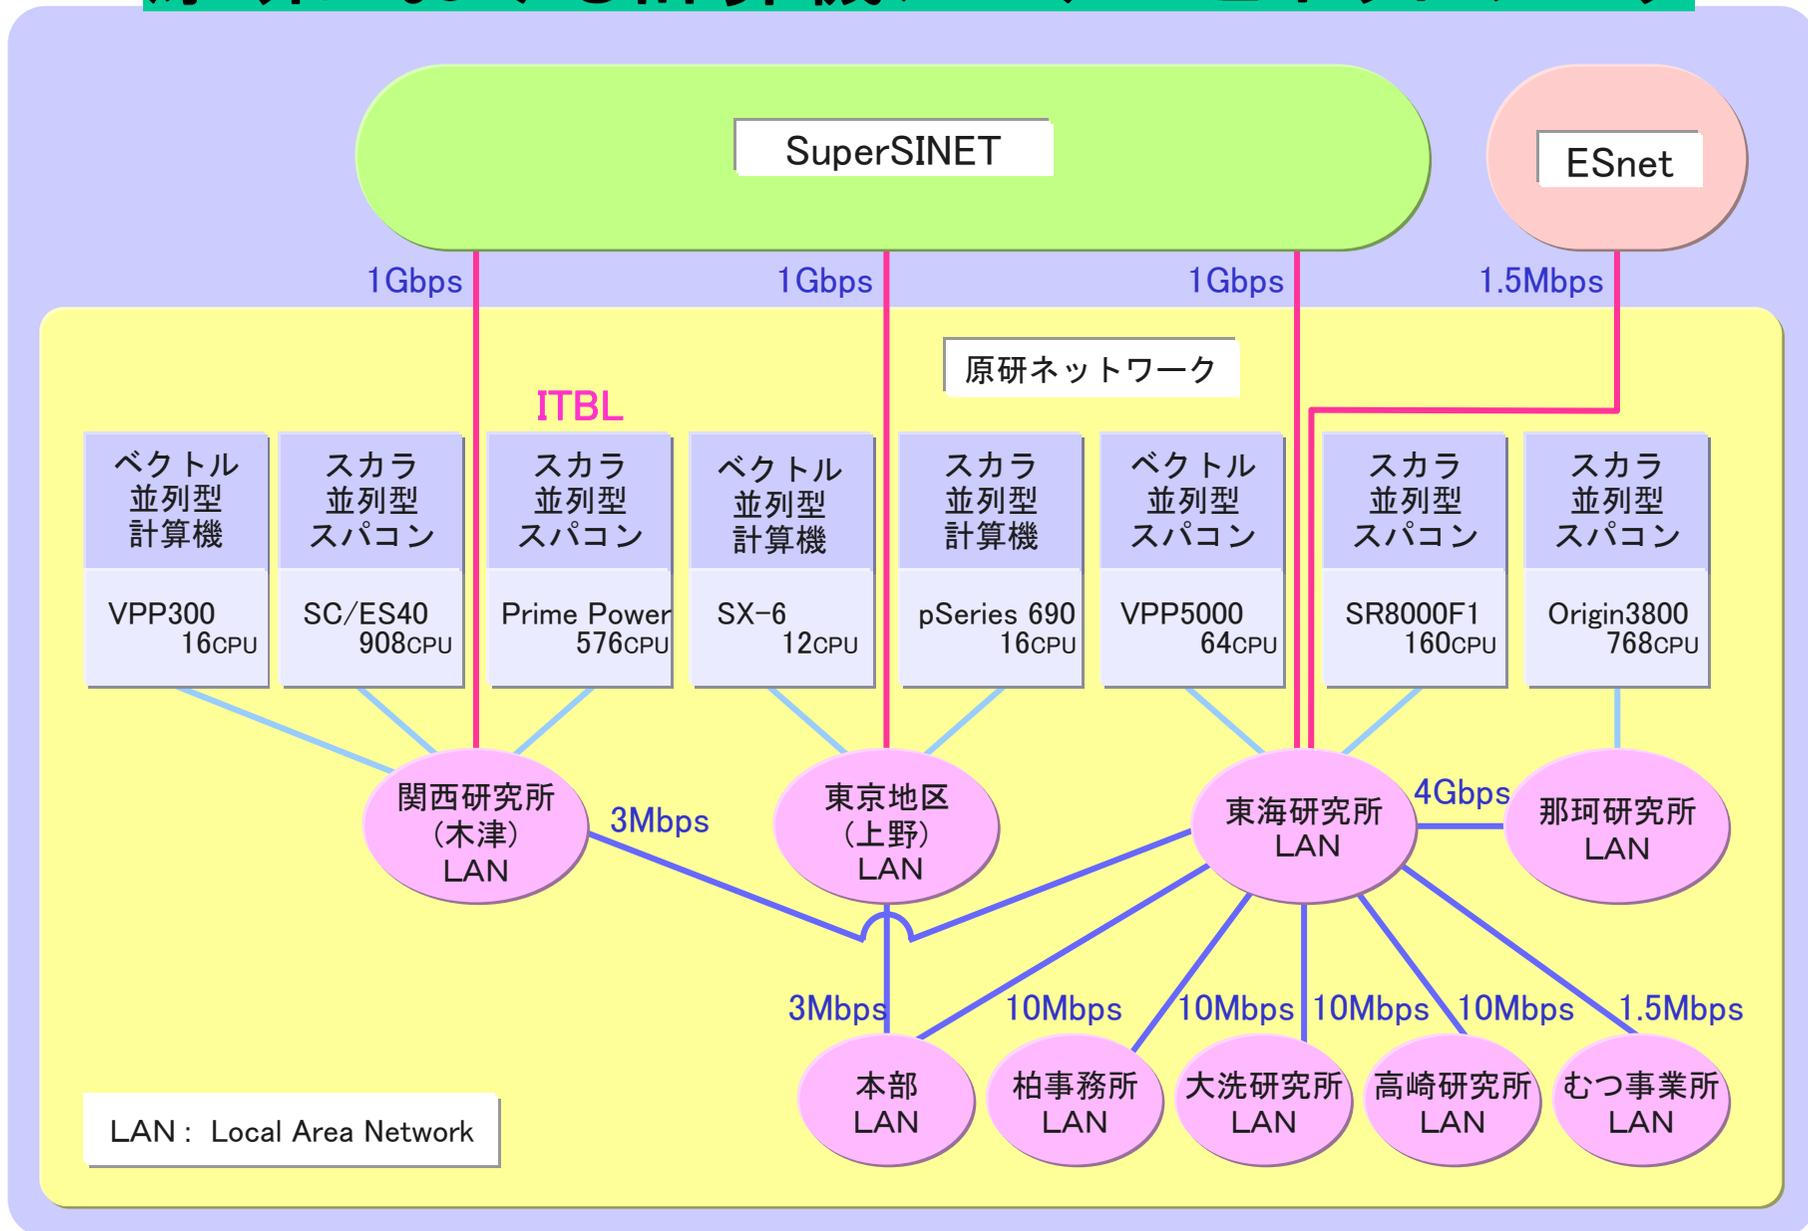 SuperSINET
ESnet
1Gbps
1Gbps
1Gbps
1.5Mbps
原研ネットワーク
ITBL
ベクトル
並列型
計算機
VPP300
16CPU
スカラ
並列型
スパコン
SC/ES40
908CPU
スカラ
並列型
スパコン
Prime Power
576CPU
ベクトル
並列型
計算機
SX-6
12CPU
スカラ
並列型
計算機
pSeries 690
16CPU
ベクトル
並列型
スパコン
VPP5000
64CPU
スカラ
並列型
スパコン
SR8000F1
160CPU
スカラ
並列型
スパコン
Origin3800
768CPU
関西研究所
(木津)
LAN
3Mbps
東京地区
(上野)
LAN
東海研究所
LAN
4Gbps
那珂研究所
LAN
3Mbps
10Mbps
10Mbps
10Mbps
10Mbps
1.5Mbps
本部
LAN
柏事務所
LAN
大洗研究所
LAN
高崎研究所
LAN
むつ事業所
LAN
LAN : Local Area Network